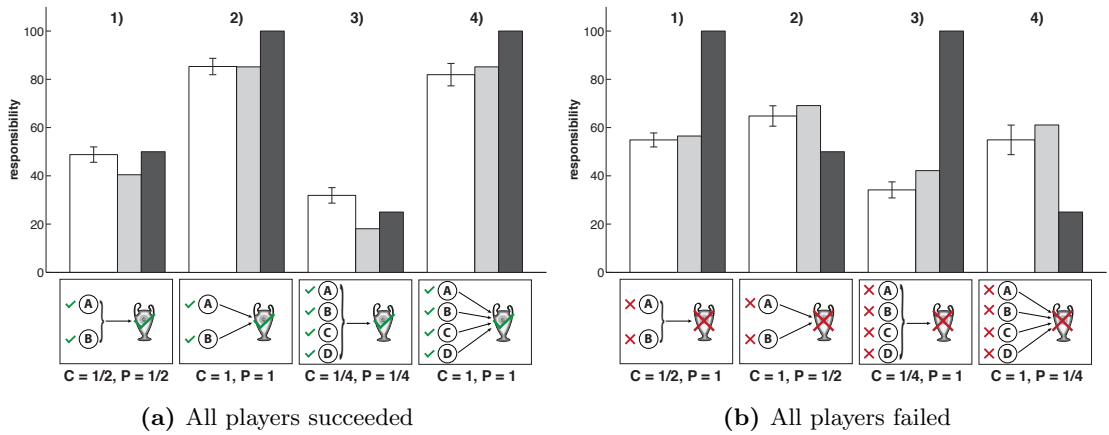 1) 2) 3) 4)
responsibility
100
80
60
40
20
0
A A A A
B B B B
C C
D D
C = 1/2, P = 1/2 C = 1, P = 1 C = 1/4, P = 1/4 C = 1, P = 1
(a) All players succeeded
1) 2) 3) 4)
responsibility
100
80
60
40
20
0
A A A A
B B B B
C C
D D
C = 1/2, P = 1 C = 1, P = 1/2 C = 1/4, P = 1 C = 1, P = 1/4
(b) All players failed